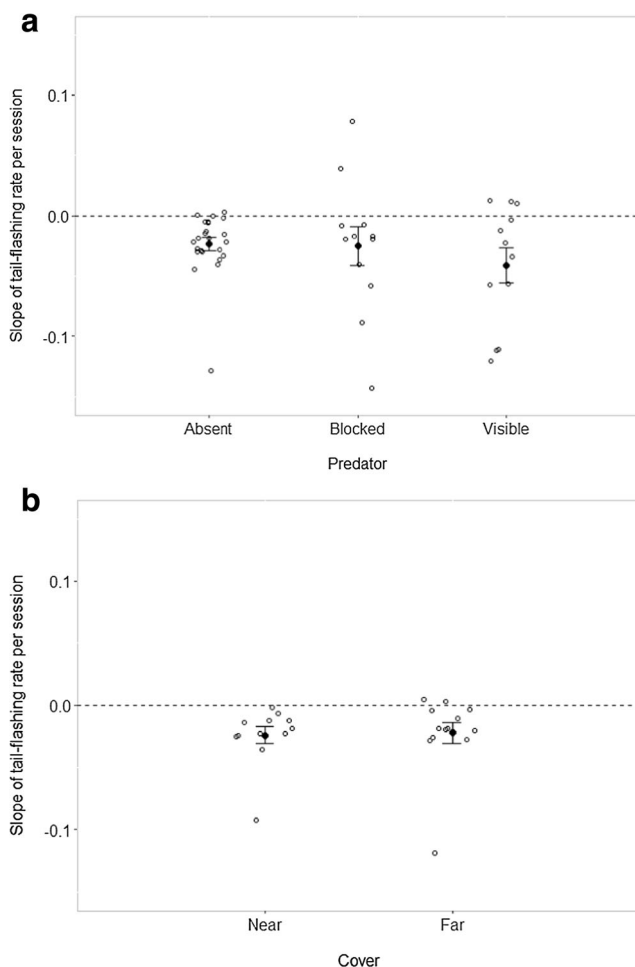 a
Slope of tail-flashing rate per session
0.1
0.0
-0.1
Absent Blocked Visible
Predator
b
Slope of tail-flashing rate per session
0.1
0.0
-0.1
Near Far
Cover